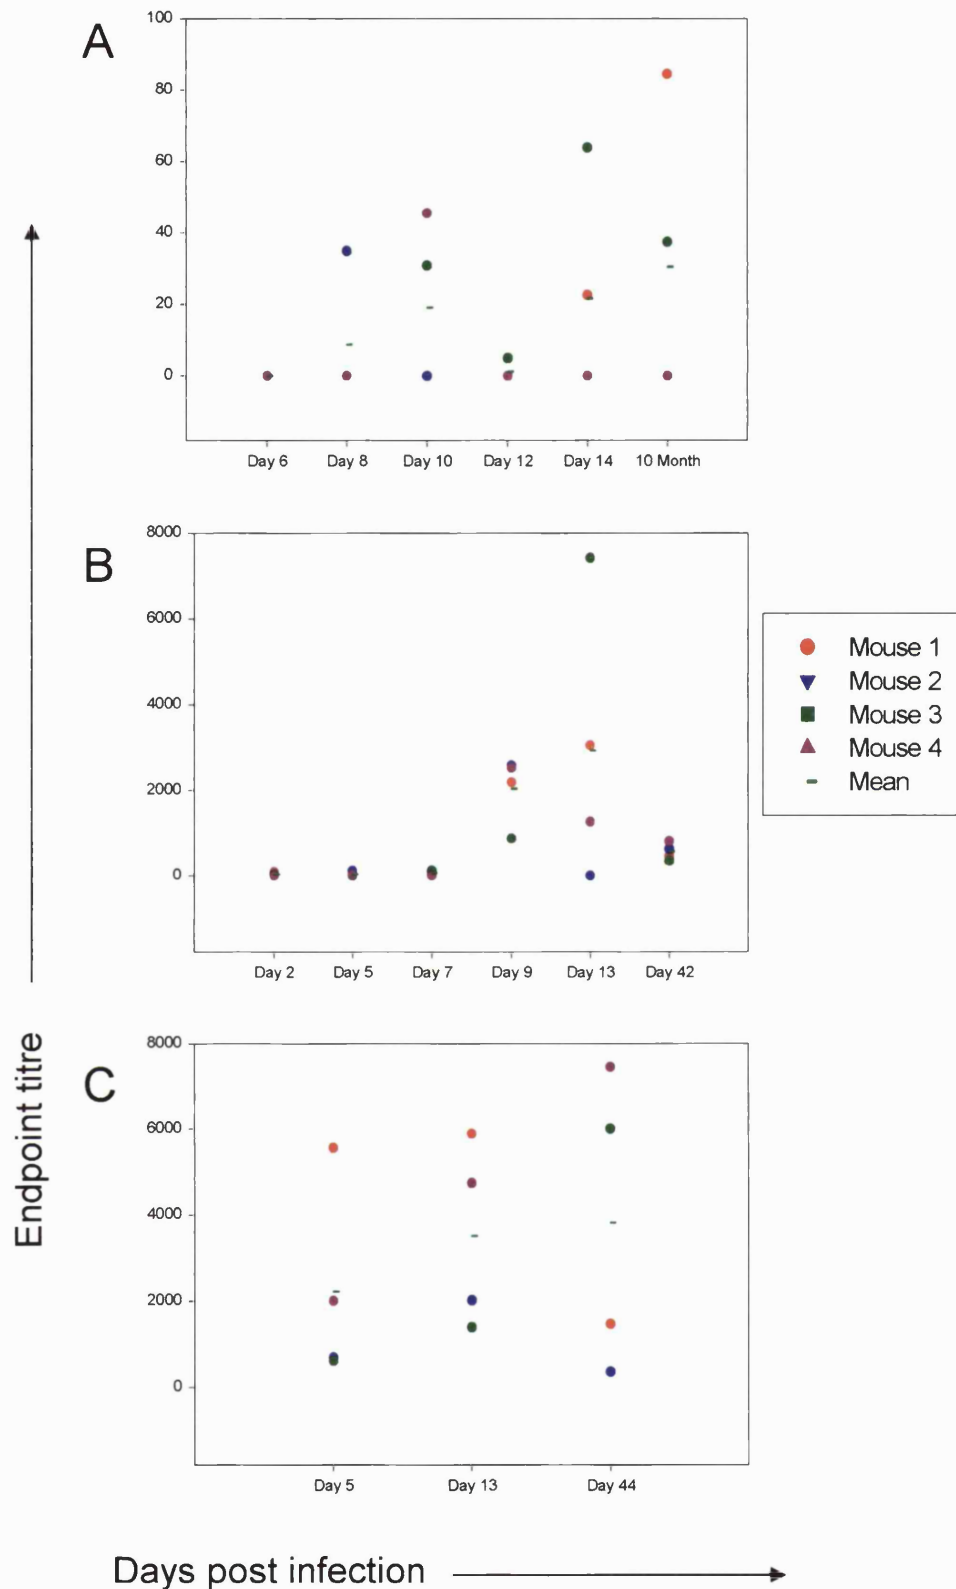 A
100
80
60
40
20
0
Day 6 Day 8 Day 10 Day 12 Day 14 10 Month
B
8000
6000
4000
2000
0
Day 2 Day 5 Day 7 Day 9 Day 13 Day 42
Mouse 1
Mouse 2
Mouse 3
Mouse 4
Mean
C
8000
6000
4000
2000
0
Day 5 Day 13 Day 44
Endpoint titre
Days post infection